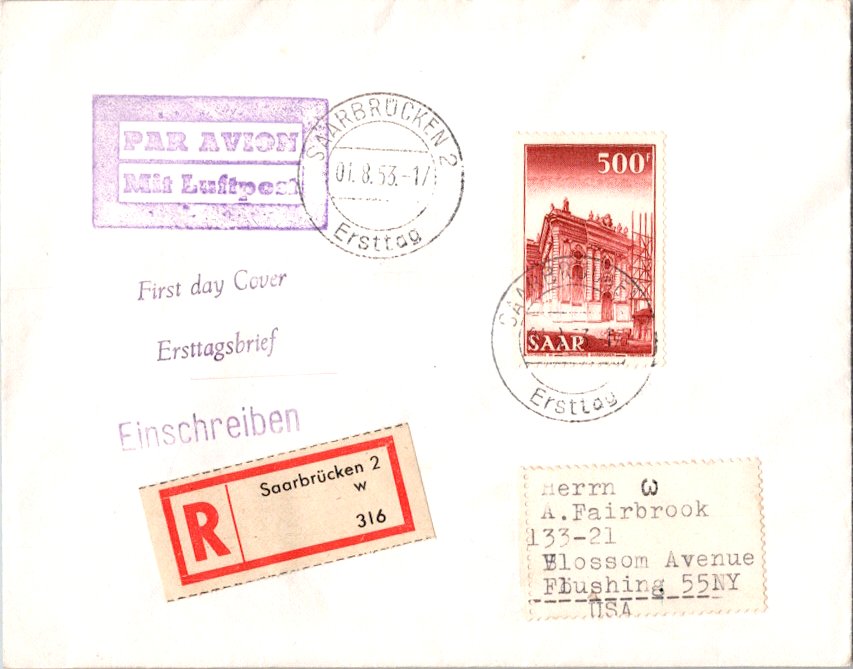 PAR AVION
Mit Luftpost
SAARBRÜCKEN 2
01.8.53.-17
Ersttag
500F
SAAR
SAARBRÜCKEN
Ersttag
First day Cover
Ersttagsbrief
Einschreiben
R
Saarbrücken 2
w
316
Herrn ω
A.Fairbrook
133-21
Blossom Avenue
Flushing 55NY
USA